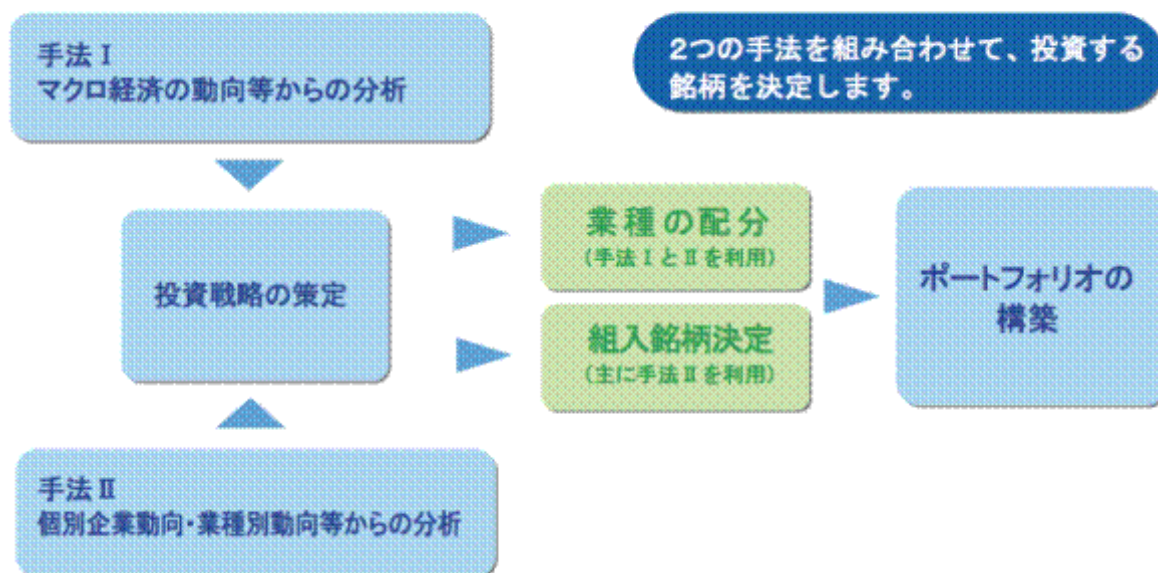 手法Ⅰ
マクロ経済の動向等からの分析
2つの手法を組み合わせて、投資する
銘柄を決定します。
投資戦略の策定
業種の配分
(手法ⅠとⅡを利用)
組入銘柄決定
(主に手法Ⅱを利用)
ポートフォリオの
構築
手法Ⅱ
個別企業動向・業種別動向等からの分析